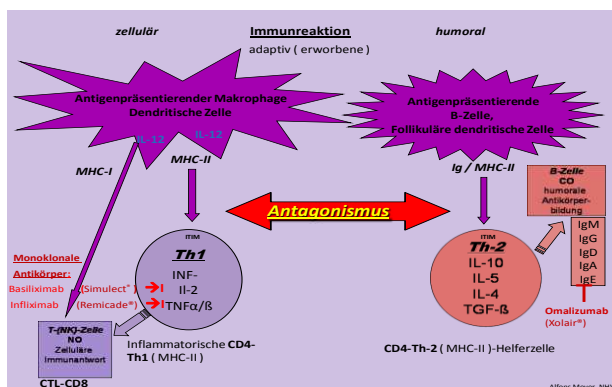 zellulär
Immunreaktion
humoral
adaptiv ( erworbene )
Antigenpräsentierender Makrophage
Dendritische Zelle
IL-12
IL-12
Antigenpräsentierende
B-Zelle,
Follikuläre dendritische Zelle
MHC-I
MHC-II
Ig / MHC-II
B-Zelle
CO
humorale
Antikörper-
bildung
Antagonismus
ITIM
Th1
INF-
Il-2
TNFα/ß
ITIM
Th-2
IL-10
IL-5
IL-4
TGF-ß
IgM
IgG
IgD
IgA
IgE
Monoklonale
Antikörper:
Basiliximab (Simulect®)
Infliximab (Remicade®)
Omalizumab
(Xolair®)
T-(NK)-Zelle
NO
Zelluläre
Immunantwort
CTL-CD8
Inflammatorische CD4-
Th1 ( MHC-II )
CD4-Th-2 ( MHC-II )-Helferzelle
Alfons Meyer, NHV